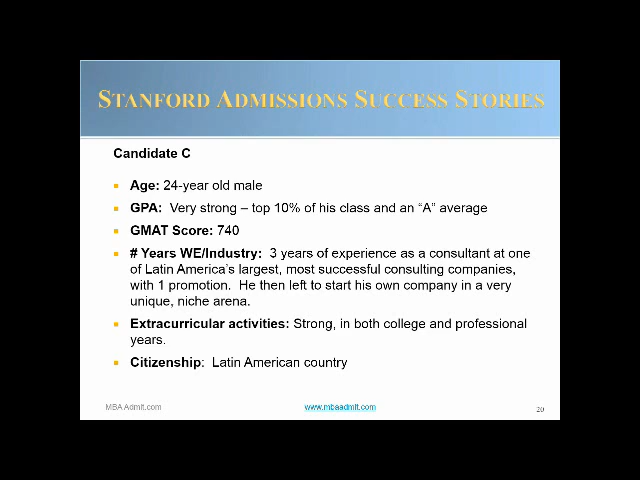 STANFORD ADMISSIONS SUCCESS STORIES
Candidate C
Age: 24-year old male
GPA: Very strong – top 10% of his class and an “A” average
GMAT Score: 740
# Years WE/Industry: 3 years of experience as a consultant at one
of Latin America’s largest, most successful consulting companies,
with 1 promotion. He then left to start his own company in a very
unique, niche arena.
Extracurricular activities: Strong, in both college and professional
years.
Citizenship: Latin American country
MBA Admit.com
www.mbaadmit.com
20